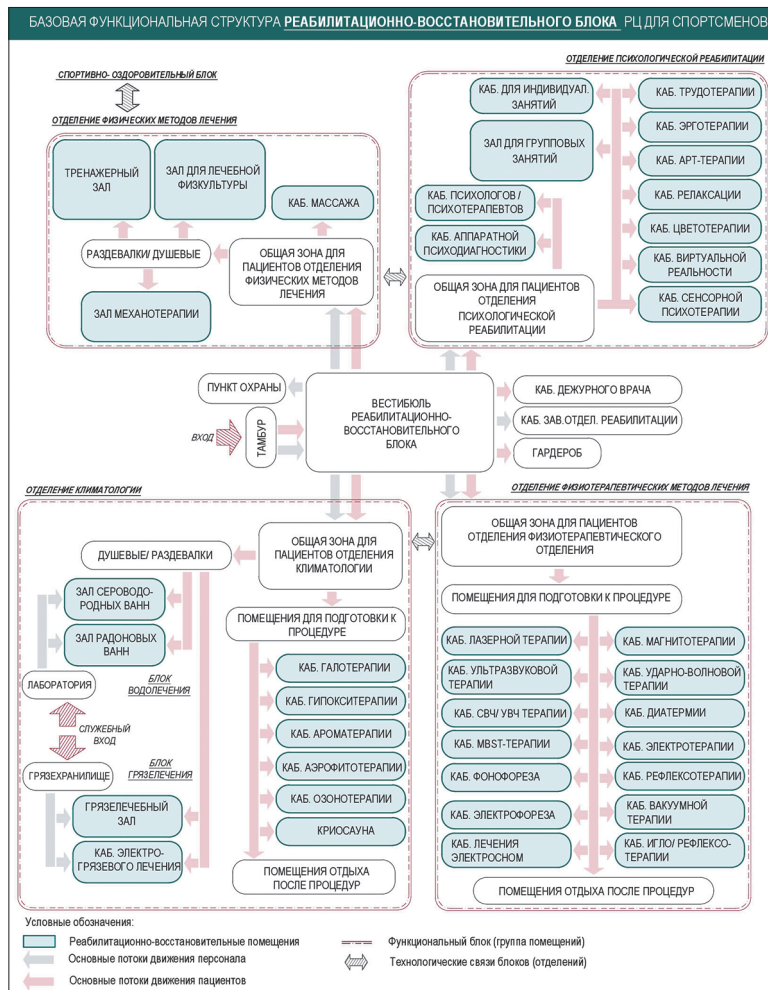 БАЗОВАЯ ФУНКЦИОНАЛЬНАЯ СТРУКТУРА РЕАБИЛИТАЦИОННО-ВОССТАНОВИТЕЛЬНОГО БЛОКА РЦ ДЛЯ СПОРТСМЕНОВ
СПОРТИВНО- ОЗДОРОВИТЕЛЬНЫЙ БЛОК
ОТДЕЛЕНИЕ ФИЗИЧЕСКИХ МЕТОДОВ ЛЕЧЕНИЯ
ТРЕНАЖЕРНЫЙ
ЗАЛ
ЗАЛ ДЛЯ ЛЕЧЕБНОЙ
ФИЗКУЛЬТУРЫ
КАБ. МАССАЖА
РАЗДЕВАЛКИ/ ДУШЕВЫЕ
ОБЩАЯ ЗОНА ДЛЯ
ПАЦИЕНТОВ ОТДЕЛЕНИЯ
ФИЗИЧЕСКИХ МЕТОДОВ
ЛЕЧЕНИЯ
ЗАЛ МЕХАНОТЕРАПИИ
ОТДЕЛЕНИЕ ПСИХОЛОГИЧЕСКОЙ РЕАБИЛИТАЦИИ
КАБ. ДЛЯ ИНДИВИДУАЛ.
ЗАНЯТИЙ
ЗАЛ ДЛЯ ГРУППОВЫХ
ЗАНЯТИЙ
КАБ. ПСИХОЛОГОВ /
ПСИХОТЕРАПЕВТОВ
КАБ. АППАРАТНОЙ
ПСИХОДИАГНОСТИКИ
ОБЩАЯ ЗОНА ДЛЯ ПАЦИЕНТОВ
ОТДЕЛЕНИЯ
ПСИХОЛОГИЧЕСКОЙ
РЕАБИЛИТАЦИИ
КАБ. ТРУДОТЕРАПИИ
КАБ. ЭРГОТЕРАПИИ
КАБ. АРТ-ТЕРАПИИ
КАБ. РЕЛАКСАЦИИ
КАБ. ЦВЕТОТЕРАПИИ
КАБ. ВИРТУАЛЬНОЙ
РЕАЛЬНОСТИ
КАБ. СЕНСОРНОЙ
ПСИХОТЕРАПИИ
ПУНКТ ОХРАНЫ
ВХОД
ТАМБУР
ВЕСТИБЮЛЬ
РЕАБИЛИТАЦИОННО-
ВОССТАНОВИТЕЛЬНОГО
БЛОКА
КАБ. ДЕЖУРНОГО ВРАЧА
КАБ. ЗАВ.ОТДЕЛ. РЕАБИЛИТАЦИИ
ГАРДЕРОБ
ОТДЕЛЕНИЕ КЛИМАТОЛОГИИ
ДУШЕВЫЕ/ РАЗДЕВАЛКИ
ОБЩАЯ ЗОНА ДЛЯ
ПАЦИЕНТОВ ОТДЕЛЕНИЯ
КЛИМАТОЛОГИИ
ЗАЛ СЕРОВОДО-
РОДНЫХ ВАНН
ЗАЛ РАДОНОВЫХ
ВАНН
ПОМЕЩЕНИЯ ДЛЯ ПОДГОТОВКИ К
ПРОЦЕДУРЕ
ЛАБОРАТОРИЯ
БЛОК
ВОДОЛЕЧЕНИЯ
СЛУЖЕБНЫЙ
ВХОД
БЛОК
ГРЯЗЕЛЕЧЕНИЯ
ГРЯЗЕХРАНИЛИЩЕ
ГРЯЗЕЛЕЧЕБНЫЙ
ЗАЛ
КАБ. ЭЛЕКТРО-
ГРЯЗЕВОГО ЛЕЧЕНИЯ
КАБ. ГАЛОТЕРАПИИ
КАБ. ГИПОКСИТЕРАПИИ
КАБ. АРОМАТЕРАПИИ
КАБ. АЭРОФИТОТЕРАПИИ
КАБ. ОЗОНОТЕРАПИИ
КРИОСАУНА
ПОМЕЩЕНИЯ ОТДЫХА
ПОСЛЕ ПРОЦЕДУР
ОТДЕЛЕНИЕ ФИЗИОТЕРАПЕВТИЧЕСКИХ МЕТОДОВ ЛЕЧЕНИЯ
ОБЩАЯ ЗОНА ДЛЯ ПАЦИЕНТОВ
ОТДЕЛЕНИЯ ФИЗИОТЕРАПЕВТИЧЕСКОГО
ОТДЕЛЕНИЯ
ПОМЕЩЕНИЯ ДЛЯ ПОДГОТОВКИ К ПРОЦЕДУРЕ
КАБ. ЛАЗЕРНОЙ ТЕРАПИИ
КАБ. УЛЬТРАЗВУКОВОЙ
ТЕРАПИИ
КАБ. СВЧ/ УВЧ ТЕРАПИИ
КАБ. MBST-ТЕРАПИИ
КАБ. ФОНОФОРЕЗА
КАБ. ЭЛЕКТРОФОРЕЗА
КАБ. ЛЕЧЕНИЯ
ЭЛЕКТРОСНОМ
КАБ. МАГНИТОТЕРАПИИ
КАБ. УДАРНО-ВОЛНОВОЙ
ТЕРАПИИ
КАБ. ДИАТЕРМИИ
КАБ. ЭЛЕКТРОТЕРАПИИ
КАБ. РЕФЛЕКСОТЕРАПИИ
КАБ. ВАКУУМНОЙ
ТЕРАПИИ
КАБ. ИГЛО/ РЕФЛЕКСО-
ТЕРАПИИ
ПОМЕЩЕНИЯ ОТДЫХА ПОСЛЕ ПРОЦЕДУР
Условные обозначения:
Реабилитационно-восстановительные помещения
Основные потоки движения персонала
Основные потоки движения пациентов
Функциональный блок (группа помещений)
Технологические связи блоков (отделений)